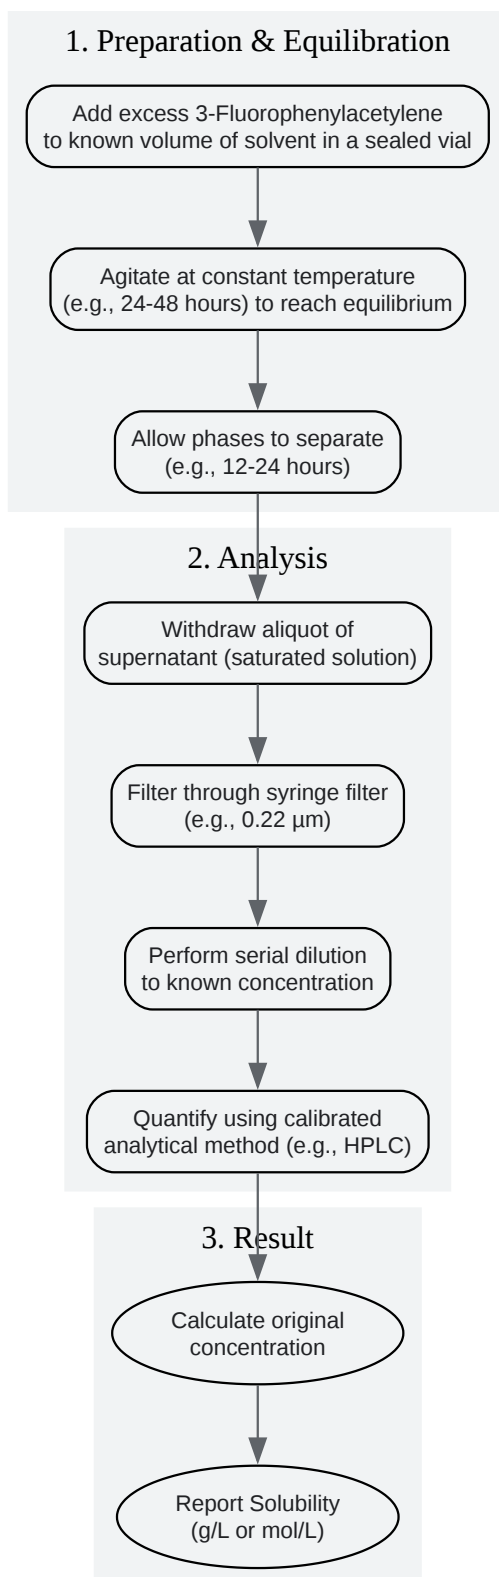 1. Preparation & Equilibration
Add excess 3-Fluorophenylacetylene
to known volume of solvent in a sealed vial
Agitate at constant temperature
(e.g., 24-48 hours) to reach equilibrium
Allow phases to separate
(e.g., 12-24 hours)
2. Analysis
Withdraw aliquot of
supernatant (saturated solution)
Filter through syringe filter
(e.g., 0.22 µm)
Perform serial dilution
to known concentration
Quantify using calibrated
analytical method (e.g., HPLC)
3. Result
Calculate original
concentration
Report Solubility
(g/L or mol/L)